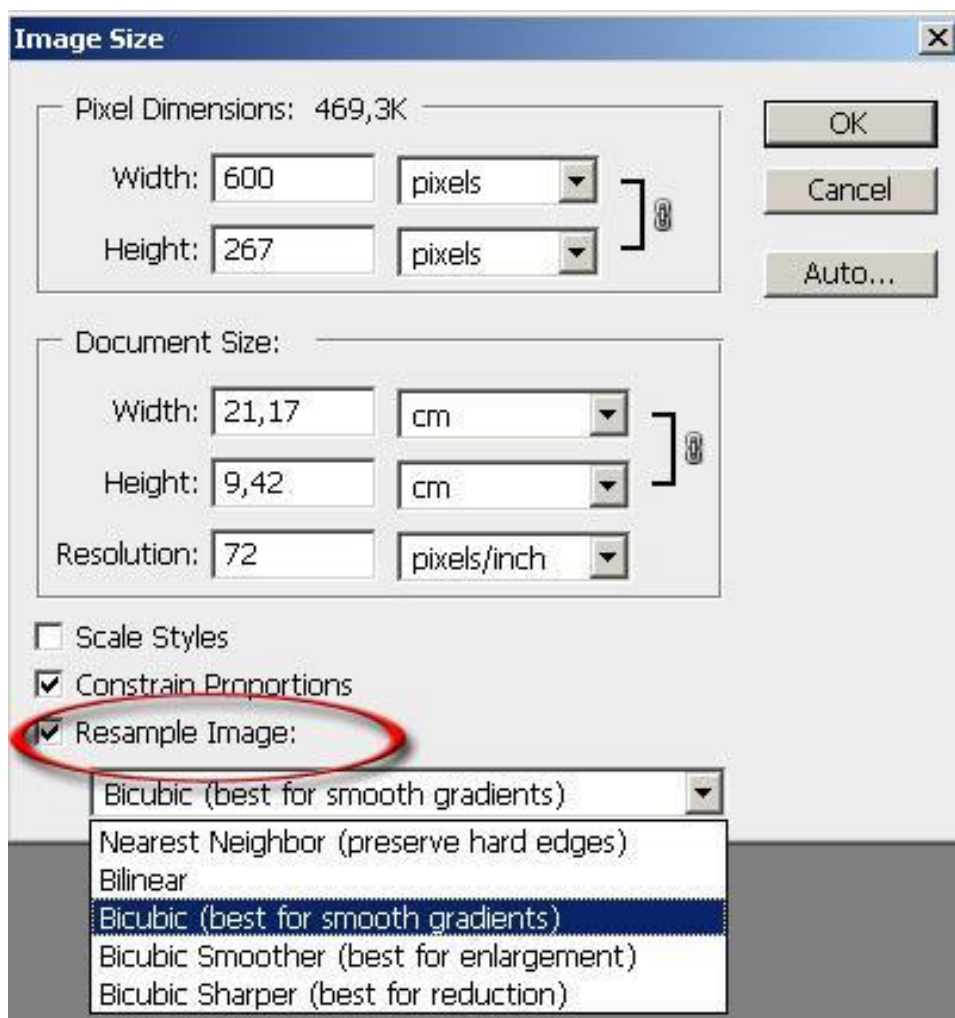 Image Size
Pixel Dimensions: 469,3K
OK
Width: 600 pixels
Cancel
Height: 267 pixels
Auto...
Document Size:
Width: 21,17 cm
Height: 9,42 cm
Resolution: 72 pixels/inch
Scale Styles
Constrain Proportions
Resample Image:
Bicubic (best for smooth gradients)
Nearest Neighbor (preserve hard edges)
Bilinear
Bicubic (best for smooth gradients)
Bicubic Smoother (best for enlargement)
Bicubic Sharper (best for reduction)